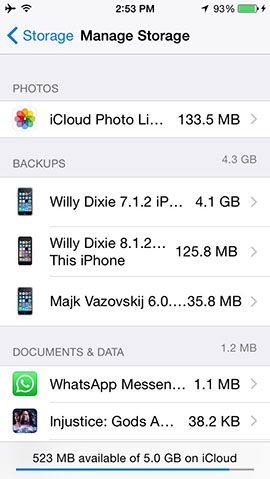 2:53 PM 93%
Storage Manage Storage
PHOTOS
iCloud Photo Li... 133.5 MB
BACKUPS 4.3 GB
Willy Dixie 7.1.2 iP... 4.1 GB
Willy Dixie 8.1.2... 125.8 MB
This iPhone
Majk Vazovskij 6.0....35.8 MB
DOCUMENTS & DATA 1.2 MB
WhatsApp Messen... 1.1 MB
Injustice: Gods A... 38.2 KB
523 MB available of 5.0 GB on iCloud